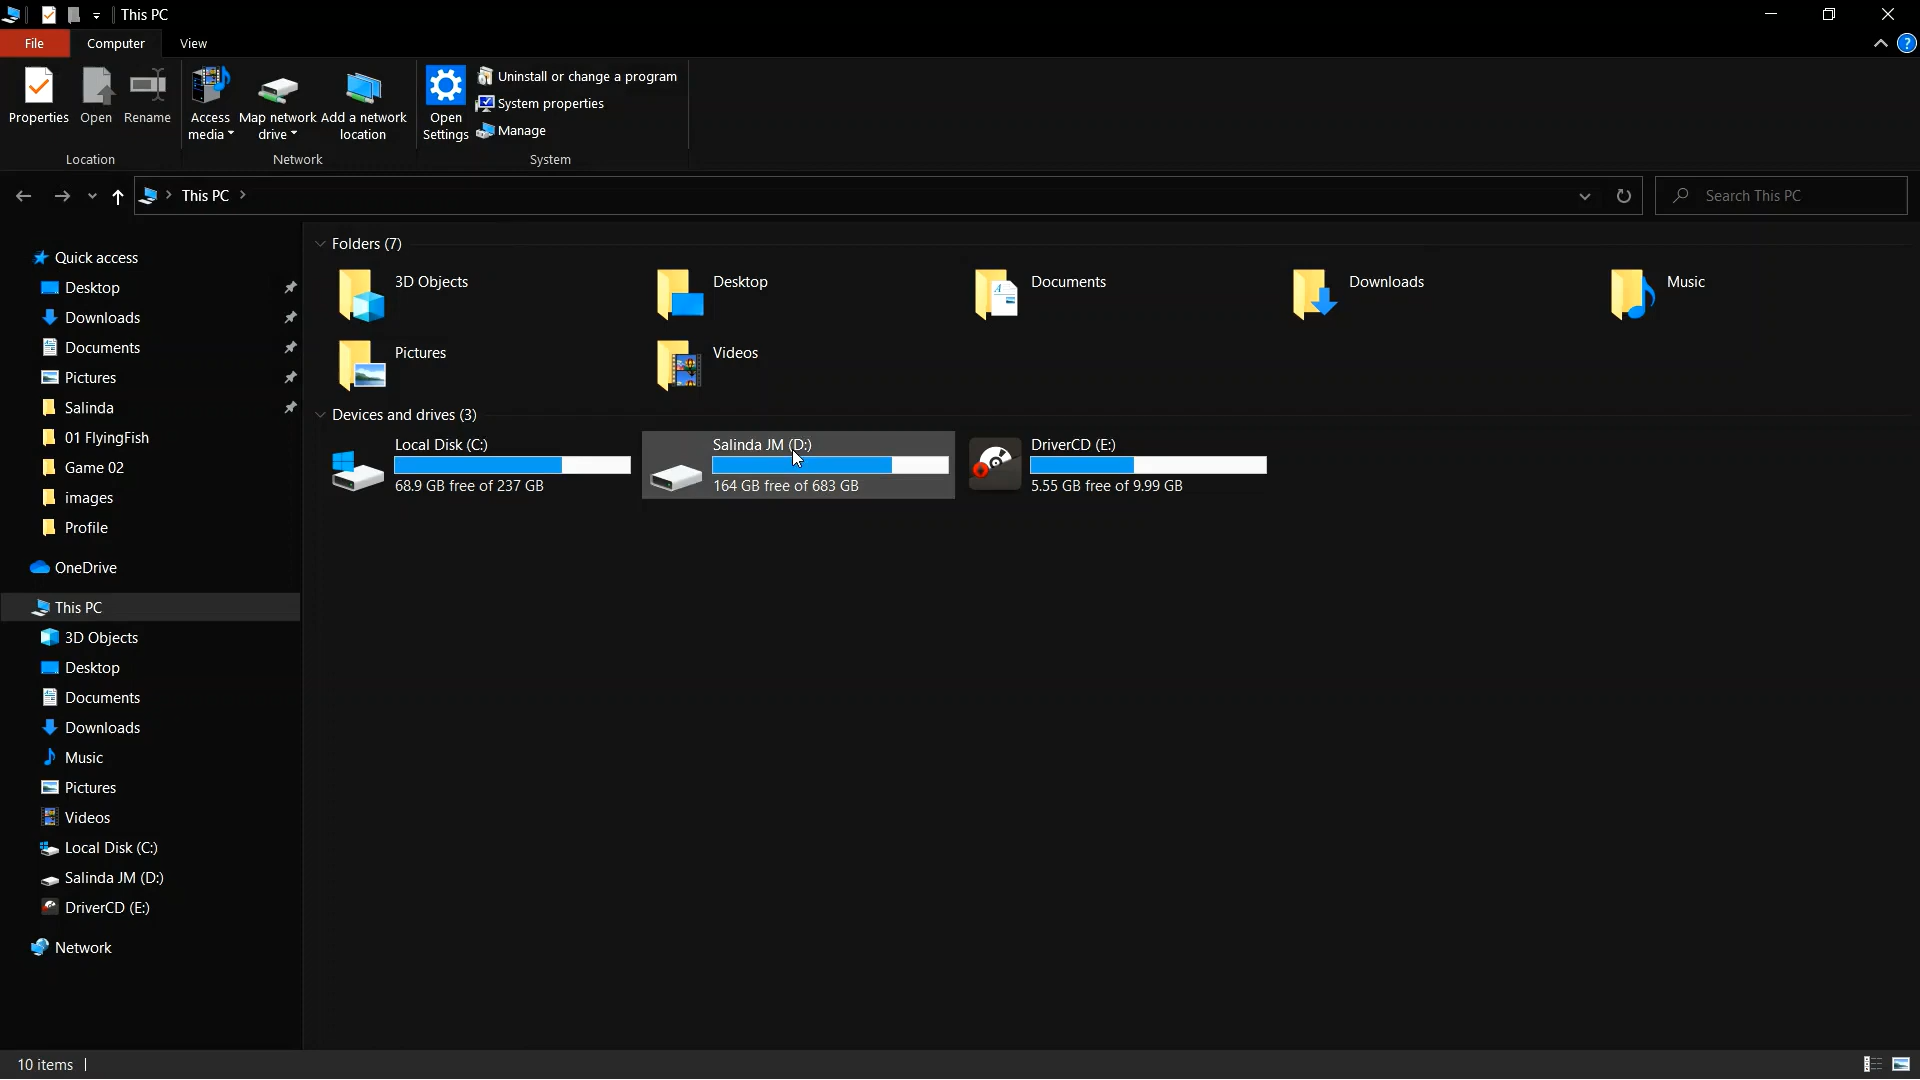 This PC
File Computer View
Properties Open Rename Access media Map network drive Add a network location Open Settings
Uninstall or change a program
System properties
Manage
Location Network System
This PC
Search This PC
Quick access
Desktop
Downloads
Documents
Pictures
Salinda
01 FlyingFish
Game 02
images
Profile
OneDrive
This PC
3D Objects
Desktop
Documents
Downloads
Music
Pictures
Videos
Local Disk (C:)
Salinda JM (D:)
DriverCD (E:)
Network
Folders (7)
3D Objects Desktop Documents Downloads Music
Pictures Videos
Devices and drives (3)
Local Disk (C:)
68.9 GB free of 237 GB
Salinda JM (D:)
164 GB free of 683 GB
DriverCD (E:)
5.55 GB free of 9.99 GB
10 items